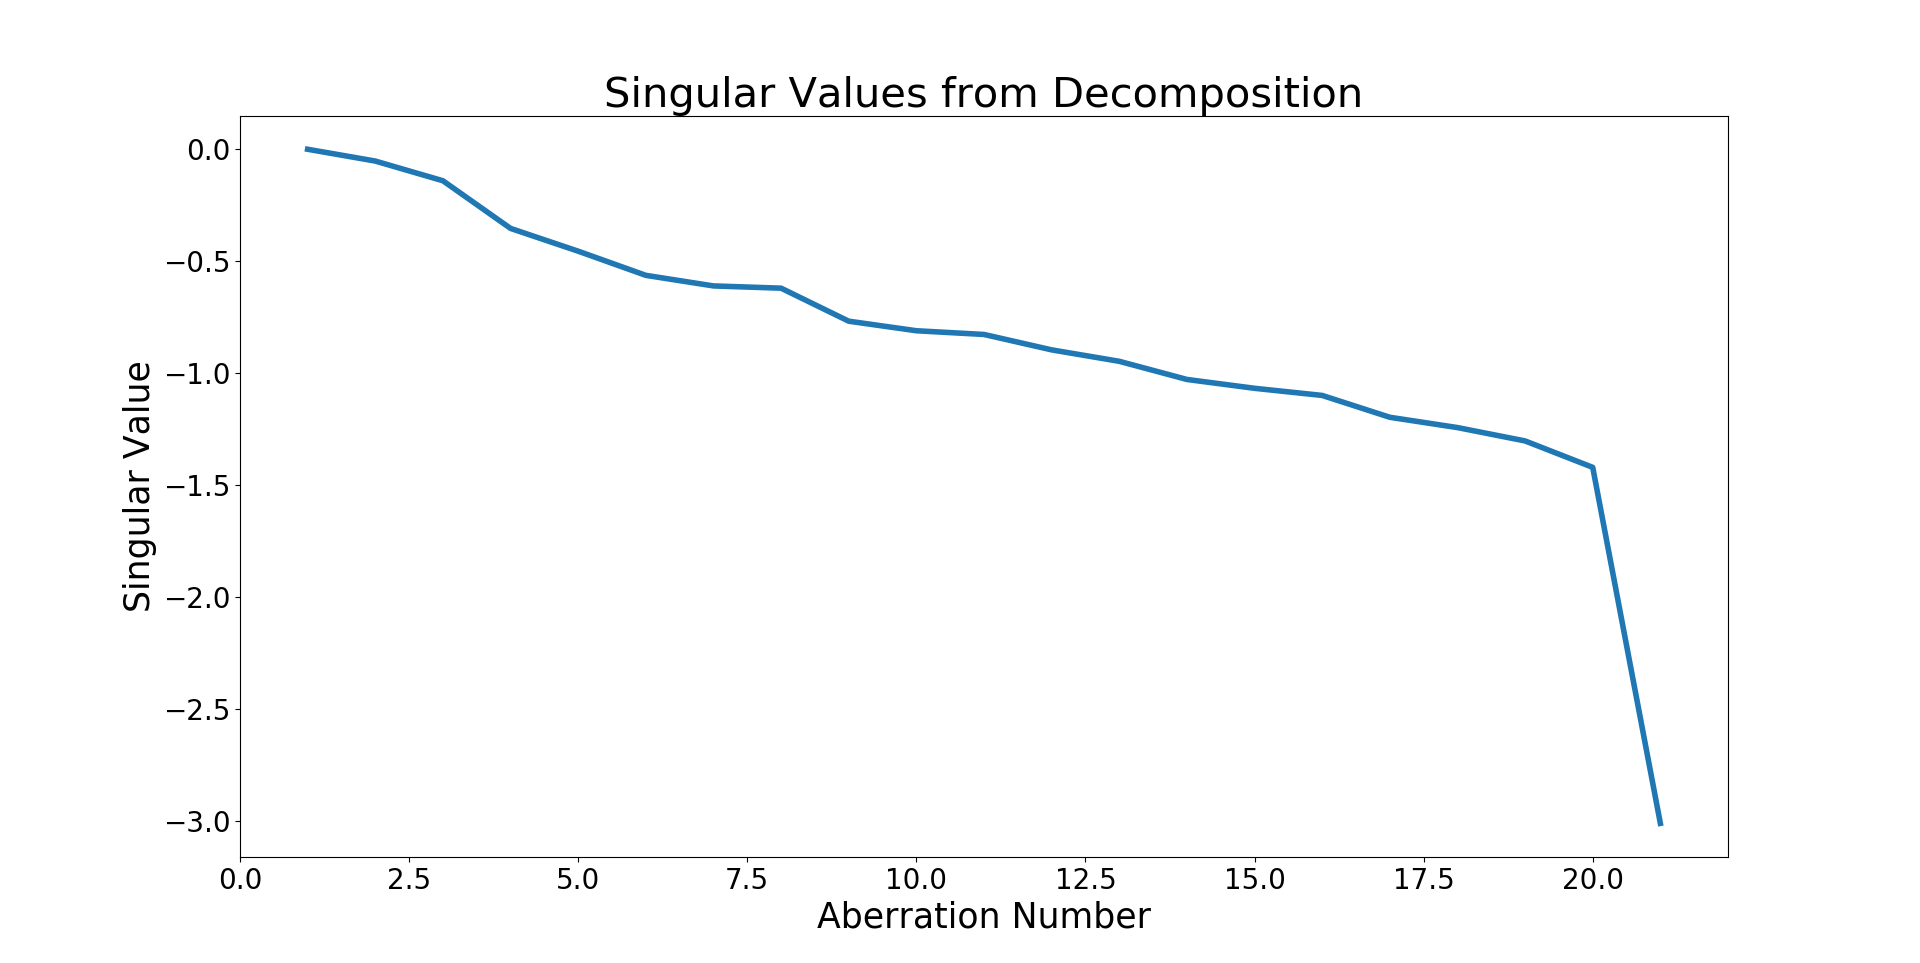 Singular Values from Decomposition
0.0
−0.5
−1.0
−1.5
−2.0
−2.5
−3.0
Singular Value
0.0 2.5 5.0 7.5 10.0 12.5 15.0 17.5 20.0
Aberration Number